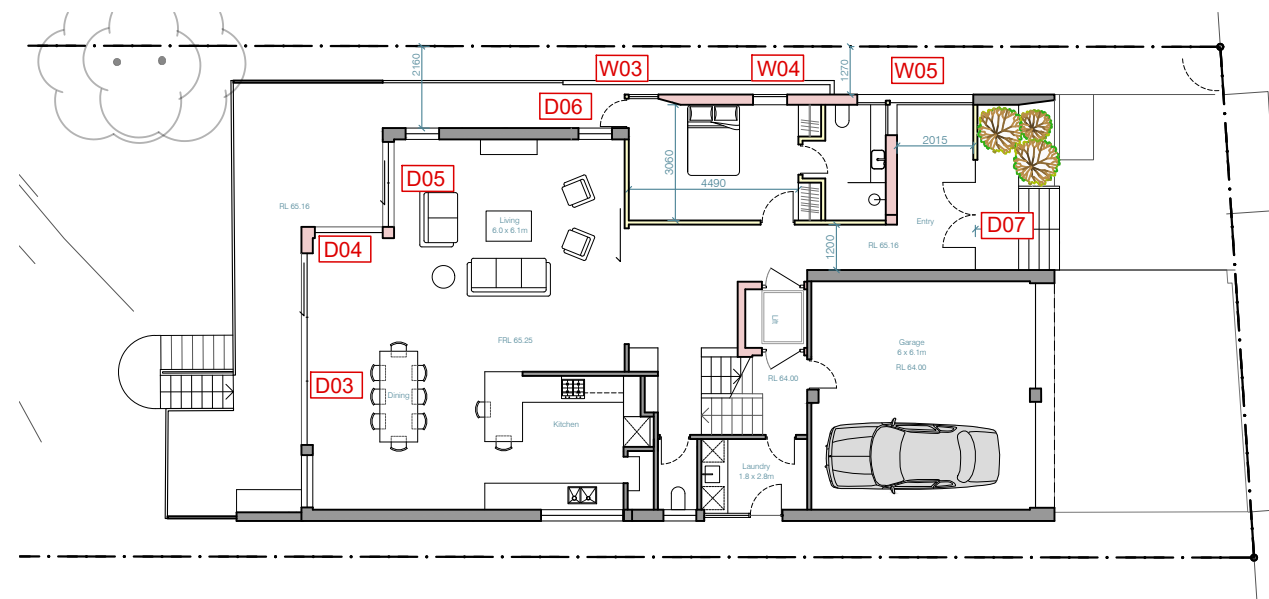 2160
W03
W04
1270
W05
D06
3060
4490
2015
D05
RL 65.16
Living
6.0 x 6.1m
Entry
D07
RL 65.16
1200
D04
Lift
FRL 65.25
Garage
6 x 6.1m
RL 64.00
RL 64.00
D03
Dining
Kitchen
Laundry
1.8 x 2.8m